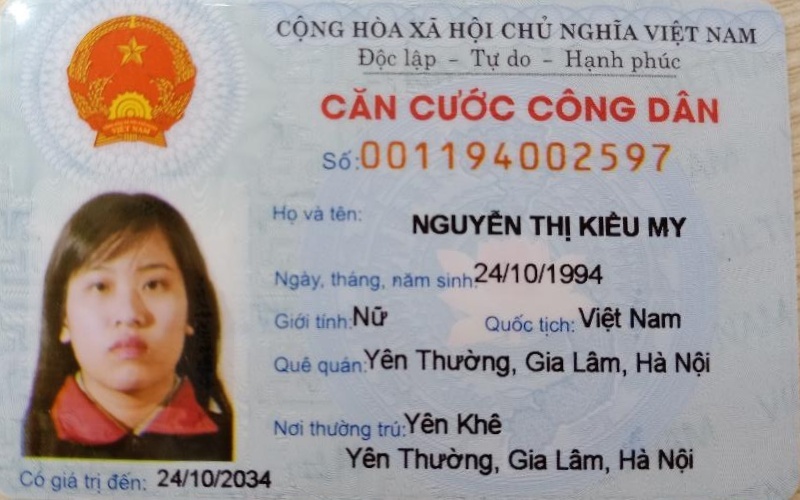 CỘNG HÒA XÃ HỘI CHỦ NGHĨA VIỆT NAM
Độc lập - Tự do - Hạnh phúc
CĂN CƯỚC CÔNG DÂN
Số: 001194002597
Họ và tên: NGUYỄN THỊ KIỀU MY
Ngày, tháng, năm sinh: 24/10/1994
Giới tính: Nữ Quốc tịch: Việt Nam
Quê quán: Yên Thường, Gia Lâm, Hà Nội
Nơi thường trú: Yên Khê
Yên Thường, Gia Lâm, Hà Nội
Có giá trị đến: 24/10/2034
VIỆT NAM